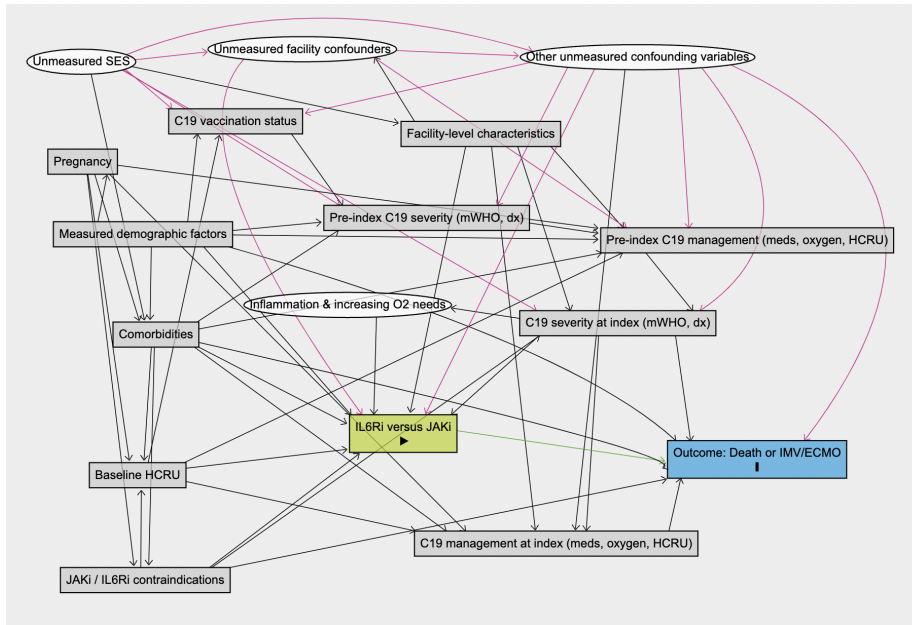 Unmeasured SES
Unmeasured facility confounders
Other unmeasured confounding variables
C19 vaccination status
Facility-level characteristics
Pregnancy
Pre-index C19 severity (mWHO, dx)
Measured demographic factors
Pre-index C19 management (meds, oxygen, HCRU)
Inflammation & increasing O2 needs
C19 severity at index (mWHO, dx)
Comorbidities
IL6Ri versus JAKi
Outcome: Death or IMV/ECMO
Baseline HCRU
C19 management at index (meds, oxygen, HCRU)
JAKi / IL6Ri contraindications